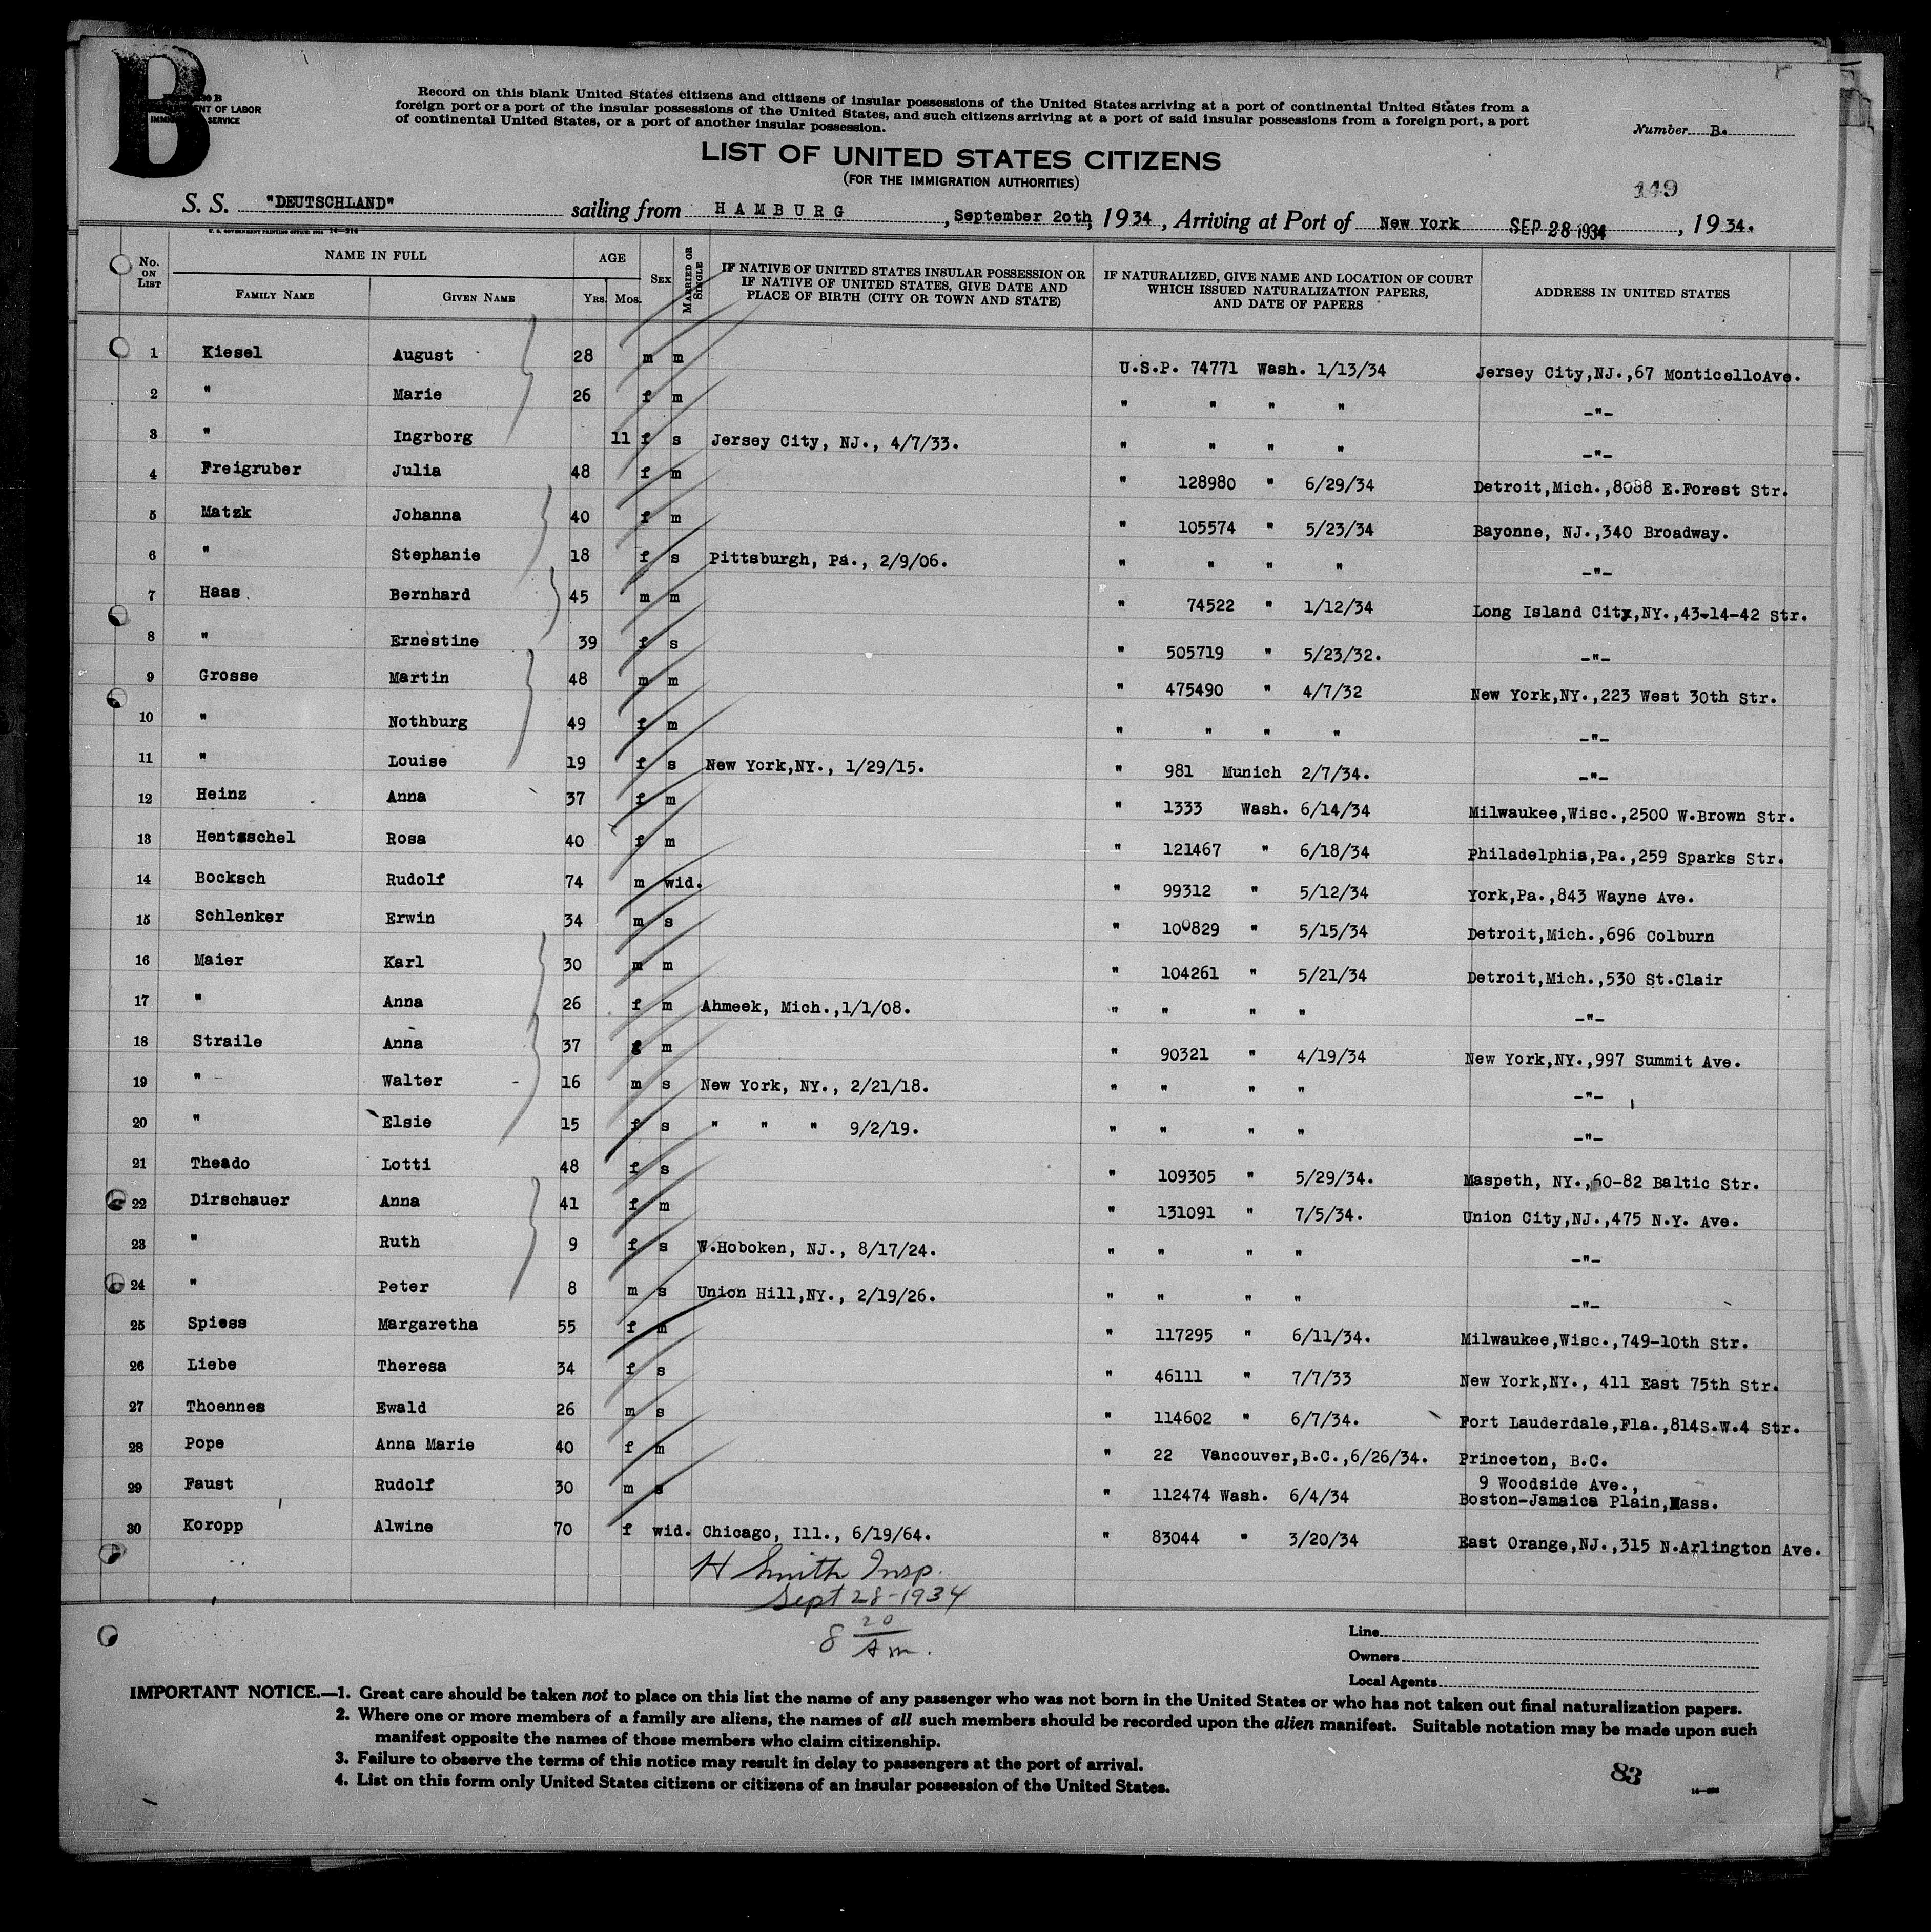 B
DEPARTMENT OF LABOR
IMMIGRATION SERVICE
Record on this blank United States citizens and citizens of insular possessions of the United States arriving at a port of continental United States from a
foreign port or a port of the insular possessions of the United States, and such citizens arriving at a port of said insular possessions from a foreign port, a port
of continental United States, or a port of another insular possession.
Number B.
LIST OF UNITED STATES CITIZENS
(FOR THE IMMIGRATION AUTHORITIES)
149
S. S. "DEUTSCHLAND" sailing from HAMBURG, September 20th, 1934, Arriving at Port of New York SEP 28 1934, 1934.
No. ON LIST
NAME IN FULL
FAMILY NAME GIVEN NAME
AGE
Yrs. Mos.
SEX
MARRIED OR SINGLE
IF NATIVE OF UNITED STATES INSULAR POSSESSION OR
IF NATIVE OF UNITED STATES, GIVE DATE AND
PLACE OF BIRTH (CITY OR TOWN AND STATE)
IF NATURALIZED, GIVE NAME AND LOCATION OF COURT
WHICH ISSUED NATURALIZATION PAPERS,
AND DATE OF PAPERS
ADDRESS IN UNITED STATES
1 Kiesel August 28 m m U.S.P. 74771 Wash. 1/13/34 Jersey City,NJ.,67 MonticelloAve.
2 " Marie 26 f m " " " " -"-
3 " Ingrborg 11 f s Jersey City, NJ., 4/7/33. " " " " -"-
4 Freigruber Julia 48 f m " 128980 " 6/29/34 Detroit,Mich.,8088 E.Forest Str.
5 Matzk Johanna 40 f m " 105574 " 5/23/34 Bayonne, NJ.,340 Broadway.
6 " Stephanie 18 f s Pittsburgh, Pa., 2/9/06. " " " " -"-
7 Haas Bernhard 45 m m " 74522 " 1/12/34 Long Island City,NY.,43-14-42 Str.
8 " Ernestine 39 f s " 505719 " 5/23/32. -"-
9 Grosse Martin 48 m m " 475490 " 4/7/32 New York,NY.,223 West 30th Str.
10 " Nothburg 49 f m " " " " -"-
11 " Louise 19 f s New York,NY., 1/29/15. " 981 Munich 2/7/34. -"-
12 Heinz Anna 37 f m " 1333 Wash. 6/14/34 Milwaukee,Wisc.,2500 W.Brown Str.
13 Hentzschel Rosa 40 f m " 121467 " 6/18/34 Philadelphia,Pa.,259 Sparks Str.
14 Bocksch Rudolf 74 m wid. " 99312 " 5/12/34 York,Pa.,843 Wayne Ave.
15 Schlenker Erwin 34 m s " 100829 " 5/15/34 Detroit,Mich.,696 Colburn
16 Maier Karl 30 m m " 104261 " 5/21/34 Detroit,Mich.,530 St.Clair
17 " Anna 26 f m Ahmeek, Mich.,1/1/08. " " " " -"-
18 Straile Anna 37 f m " 90321 " 4/19/34 New York,NY.,997 Summit Ave.
19 " Walter 16 m s New York, NY., 2/21/18. " " " " -"-
20 " Elsie 15 f s " " " 9/2/19. " " " " -"-
21 Theado Lotti 48 f s " 109305 " 5/29/34. Maspeth, NY.,60-82 Baltic Str.
22 Dirschauer Anna 41 f m " 131091 " 7/5/34. Union City,NJ.,475 N.Y. Ave.
23 " Ruth 9 f s W.Hoboken, NJ., 8/17/24. " " " " -"-
24 " Peter 8 m s Union Hill,NY., 2/19/26. " " " " -"-
25 Spiess Margaretha 55 f m " 117295 " 6/11/34. Milwaukee,Wisc.,749-10th Str.
26 Liebe Theresa 34 f s " 46111 " 7/7/33 New York,NY., 411 East 75th Str.
27 Thoennes Ewald 26 m s " 114602 " 6/7/34. Fort Lauderdale,Fla.,814S.W.4 Str.
28 Pope Anna Marie 40 f m " 22 Vancouver,B.C.,6/26/34. Princeton, B.C.
29 Faust Rudolf 30 m s " 112474 Wash. 6/4/34 9 Woodside Ave.,
Boston-Jamaica Plain,Mass.
30 Koropp Alwine 70 f wid. Chicago, Ill., 6/19/64. " 83044 " 3/20/34 East Orange,NJ.,315 N.Arlington Ave.
H Smith Insp.
Sept 28-1934
8 20 Am.
Line
Owners
Local Agents
IMPORTANT NOTICE.—1. Great care should be taken not to place on this list the name of any passenger who was not born in the United States or who has not taken out final naturalization papers.
2. Where one or more members of a family are aliens, the names of all such members should be recorded upon the alien manifest. Suitable notation may be made upon such
manifest opposite the names of those members who claim citizenship.
3. Failure to observe the terms of this notice may result in delay to passengers at the port of arrival.
4. List on this form only United States citizens or citizens of an insular possession of the United States.
83